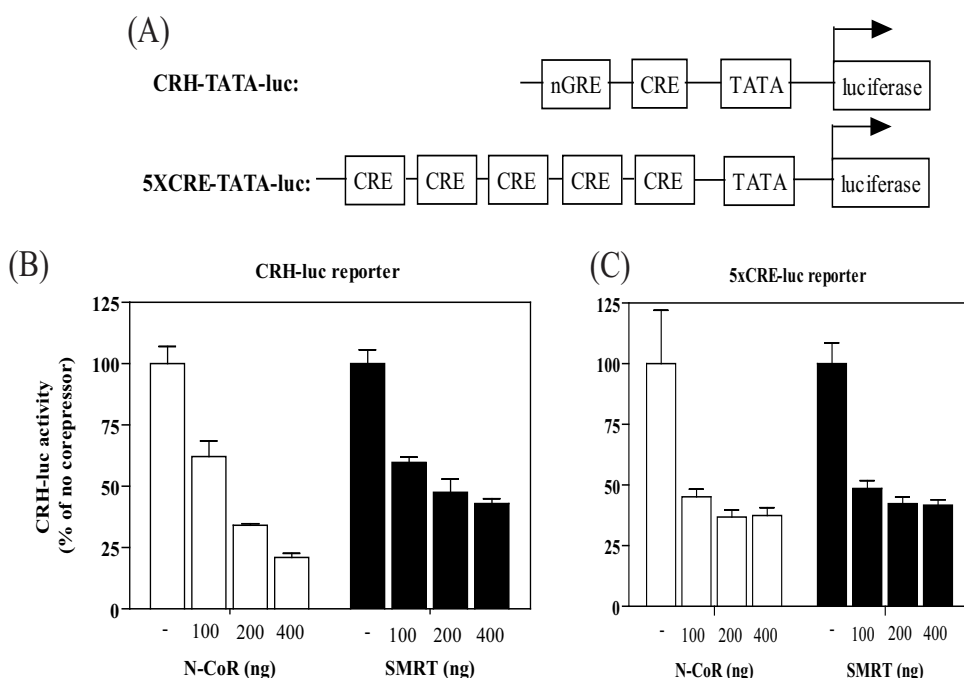 (A)
CRH-TATA-luc:
nGRE CRE TATA luciferase
5XCRE-TATA-luc:
CRE CRE CRE CRE CRE TATA luciferase
(B)
CRH-luc reporter
CRH-luc activity
(% of no corepressor)
125
100
75
50
25
0
- 100 200 400 - 100 200 400
N-CoR (ng) SMRT (ng)
(C)
5xCRE-luc reporter
125
100
75
50
25
0
- 100 200 400 - 100 200 400
N-CoR (ng) SMRT (ng)